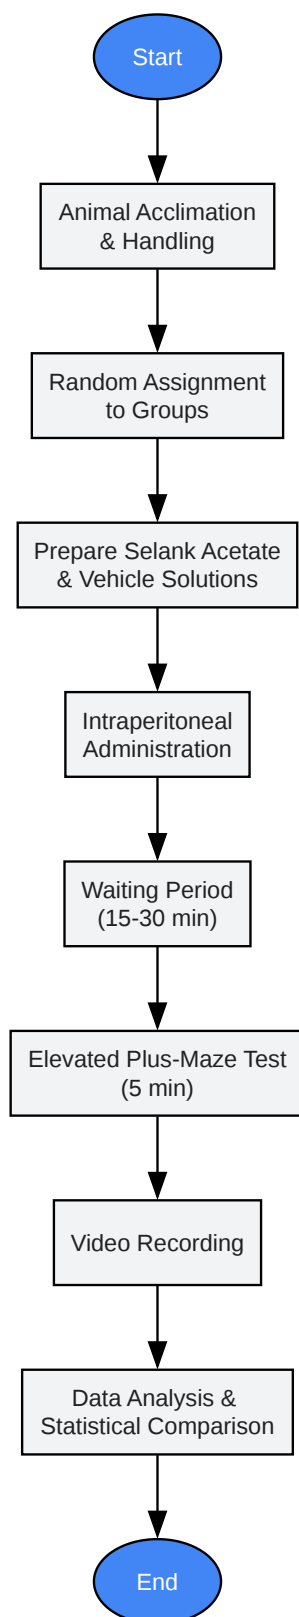 Start
Animal Acclimation
& Handling
Random Assignment
to Groups
Prepare Selank Acetate
& Vehicle Solutions
Intraperitoneal
Administration
Waiting Period
(15-30 min)
Elevated Plus-Maze Test
(5 min)
Video Recording
Data Analysis &
Statistical Comparison
End